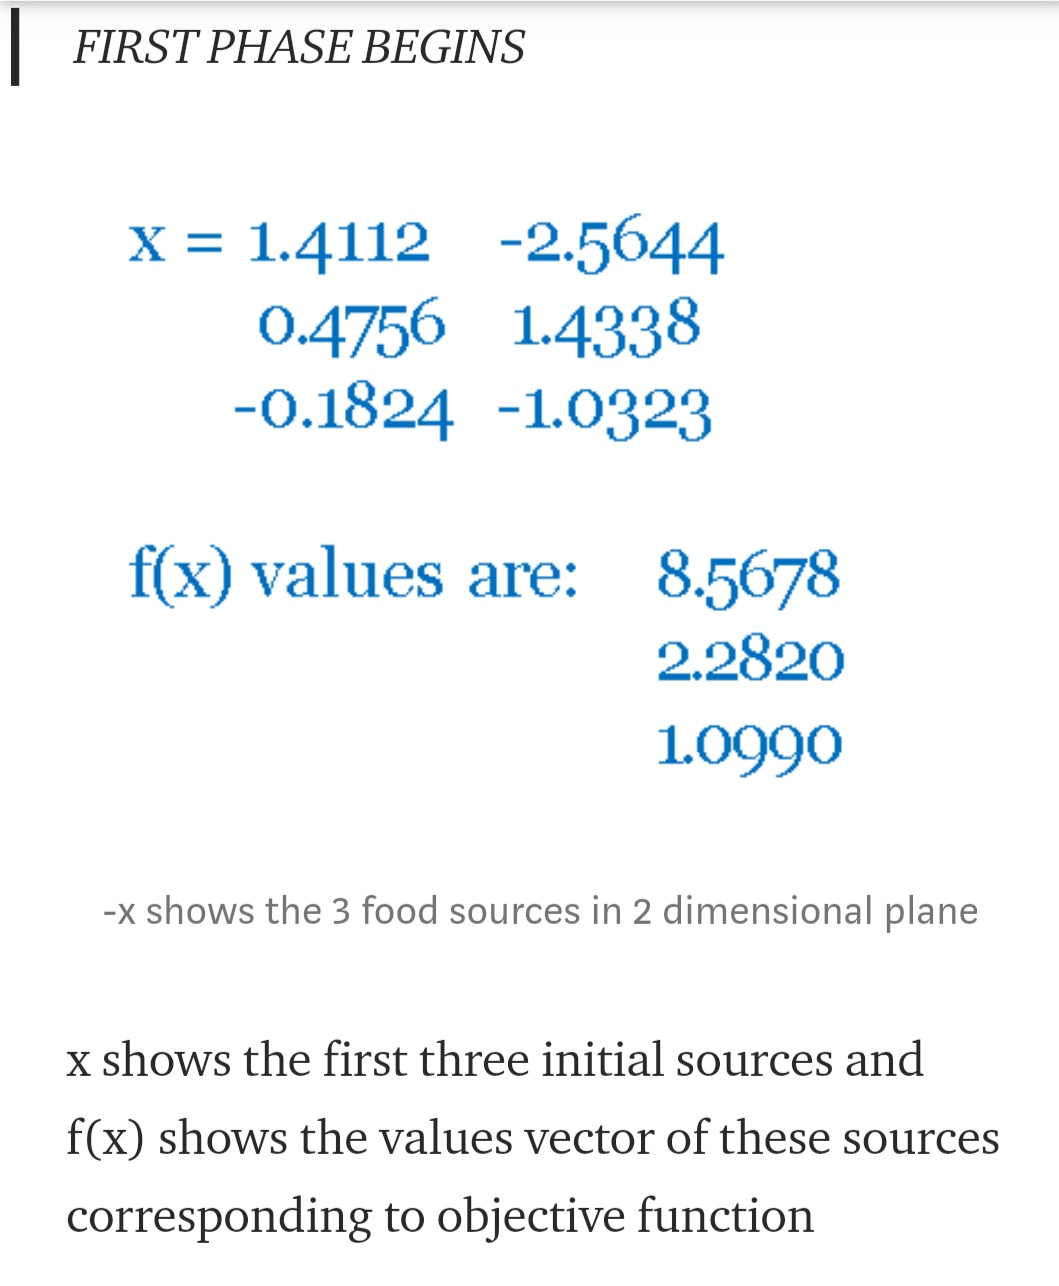 FIRST PHASE BEGINS
x = 1.4112 -2.5644
0.4756 1.4338
-0.1824 -1.0323
f(x) values are: 8.5678
2.2820
1.0990
-x shows the 3 food sources in 2 dimensional plane
x shows the first three initial sources and
f(x) shows the values vector of these sources
corresponding to objective function